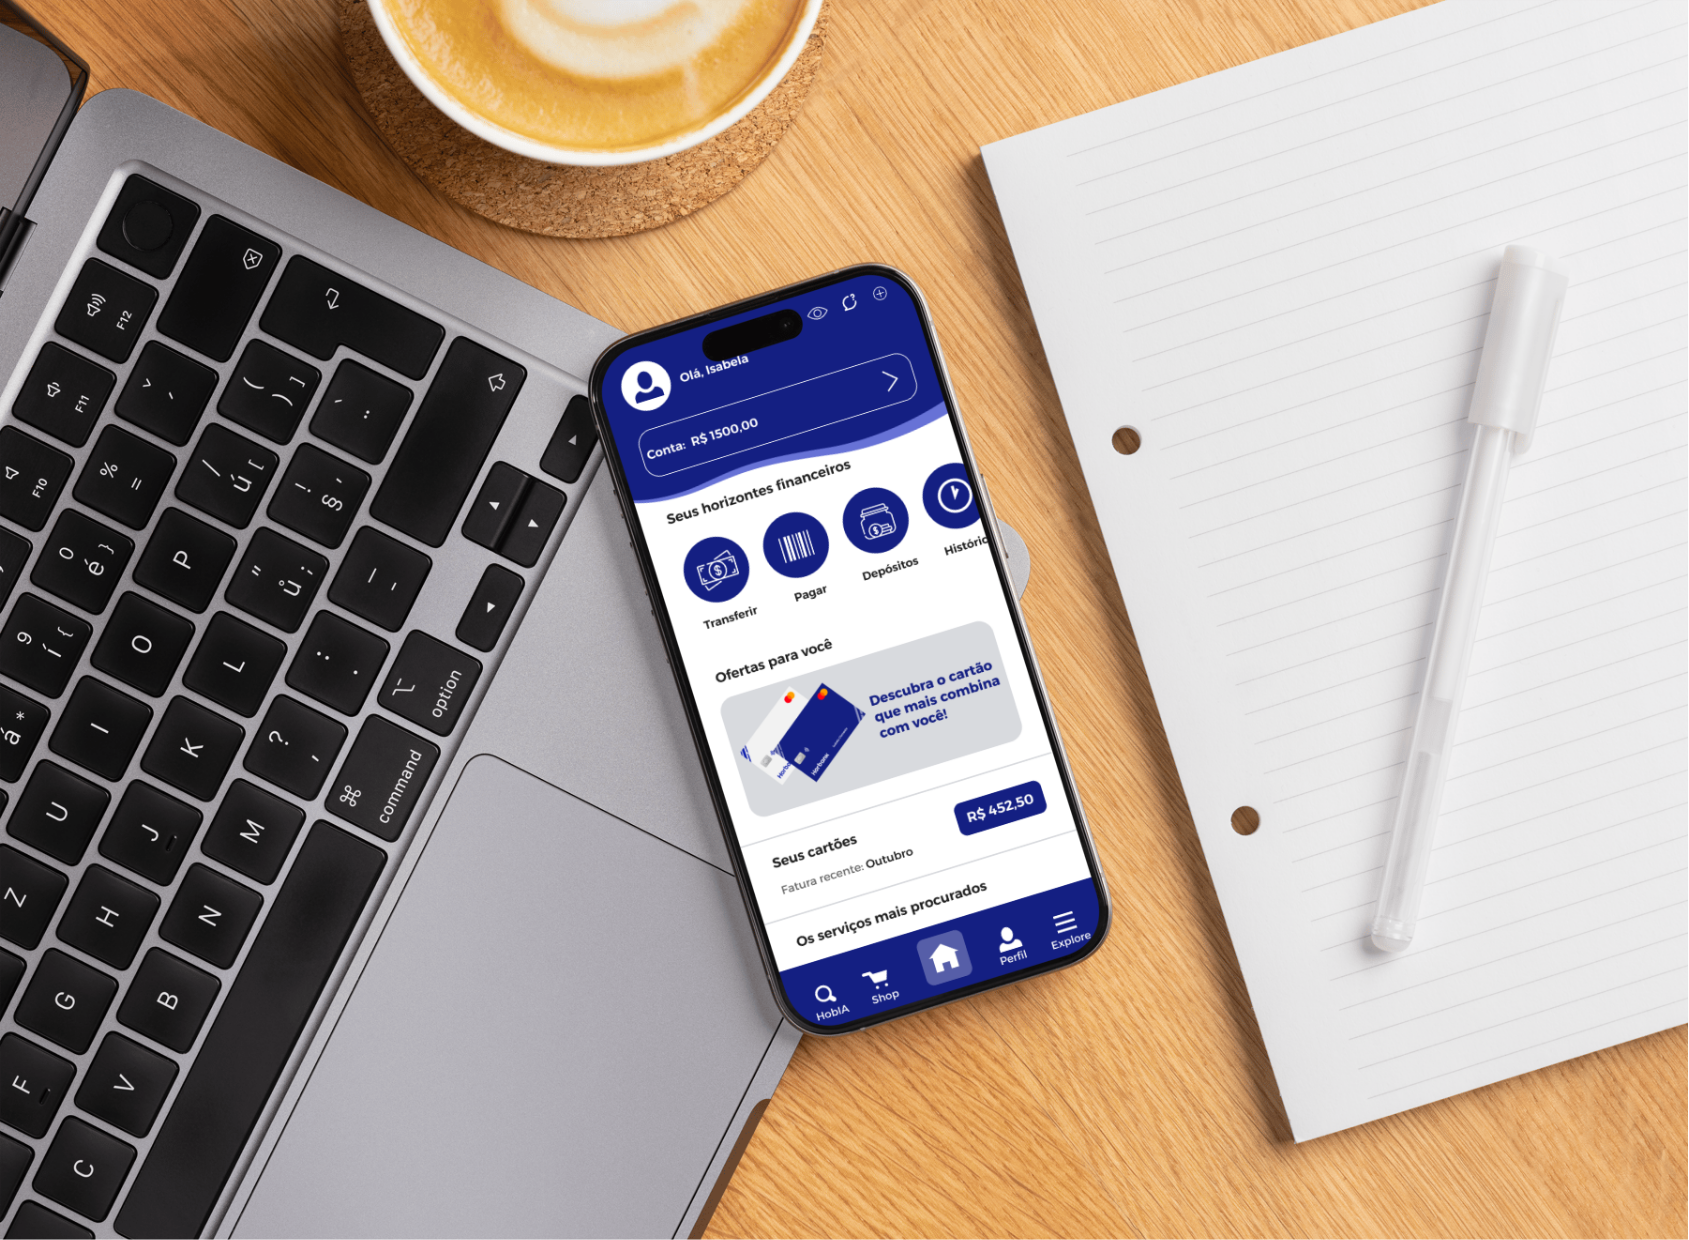 Olá, Isabela
Conta: R$ 1500,00
Seus horizontes financeiros
Transferir
Pagar
Depósitos
Históric
Ofertas para você
Descubra o cartão
que mais combina
com você!
Horbank
Seus cartões
R$ 452,50
Fatura recente: Outubro
Os serviços mais procurados
HobIA
Shop
Perfil
Explore
F12
F11
F10
option
command
⌘
% =
/ ú [
! § '
( ) ]
ˇ ´
° é }
P
" ů ;
_ -
9 í {
O
L
: .
á *
I
K
? ,
U
J
M
Z
H
N
G
B
F
V
C